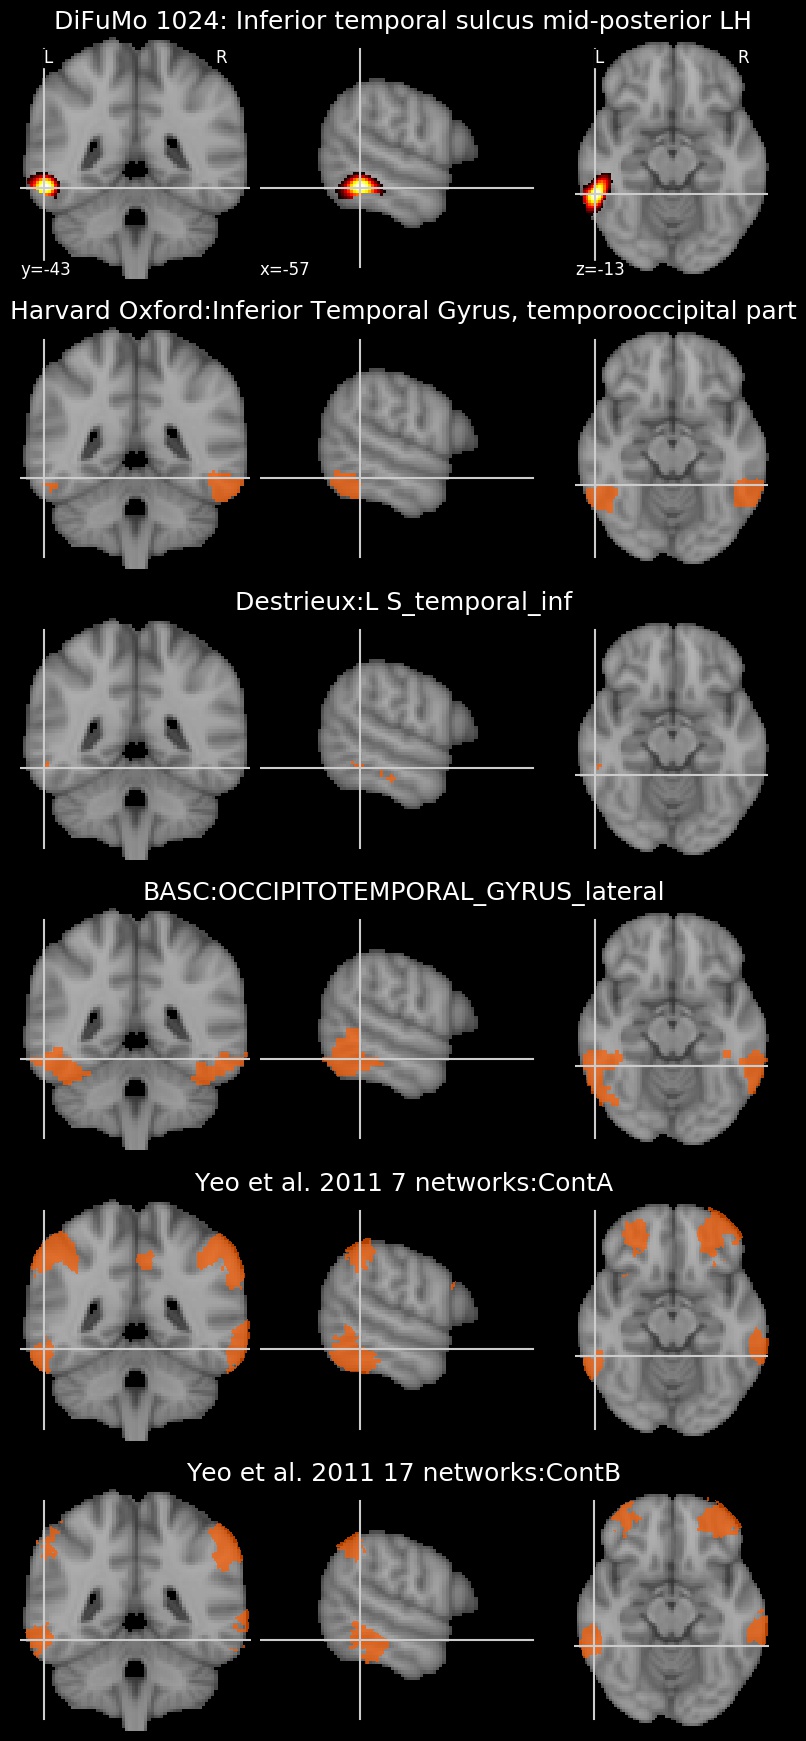 DiFuMo 1024: Inferior temporal sulcus mid-posterior LH
L R L R
y=-43 x=-57 z=-13
Harvard Oxford:Inferior Temporal Gyrus, temporooccipital part
Destrieux:L S_temporal_inf
BASC:OCCIPITOTEMPORAL_GYRUS_lateral
Yeo et al. 2011 7 networks:ContA
Yeo et al. 2011 17 networks:ContB